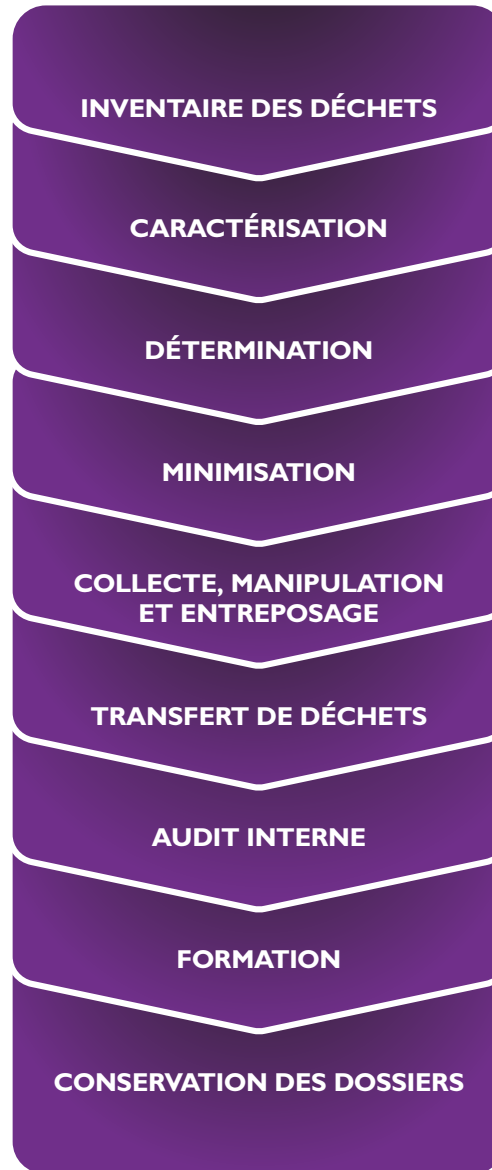 INVENTAIRE DES DÉCHETS
CARACTÉRISATION
DÉTERMINATION
MINIMISATION
COLLECTE, MANIPULATION
ET ENTREPOSAGE
TRANSFERT DE DÉCHETS
AUDIT INTERNE
FORMATION
CONSERVATION DES DOSSIERS